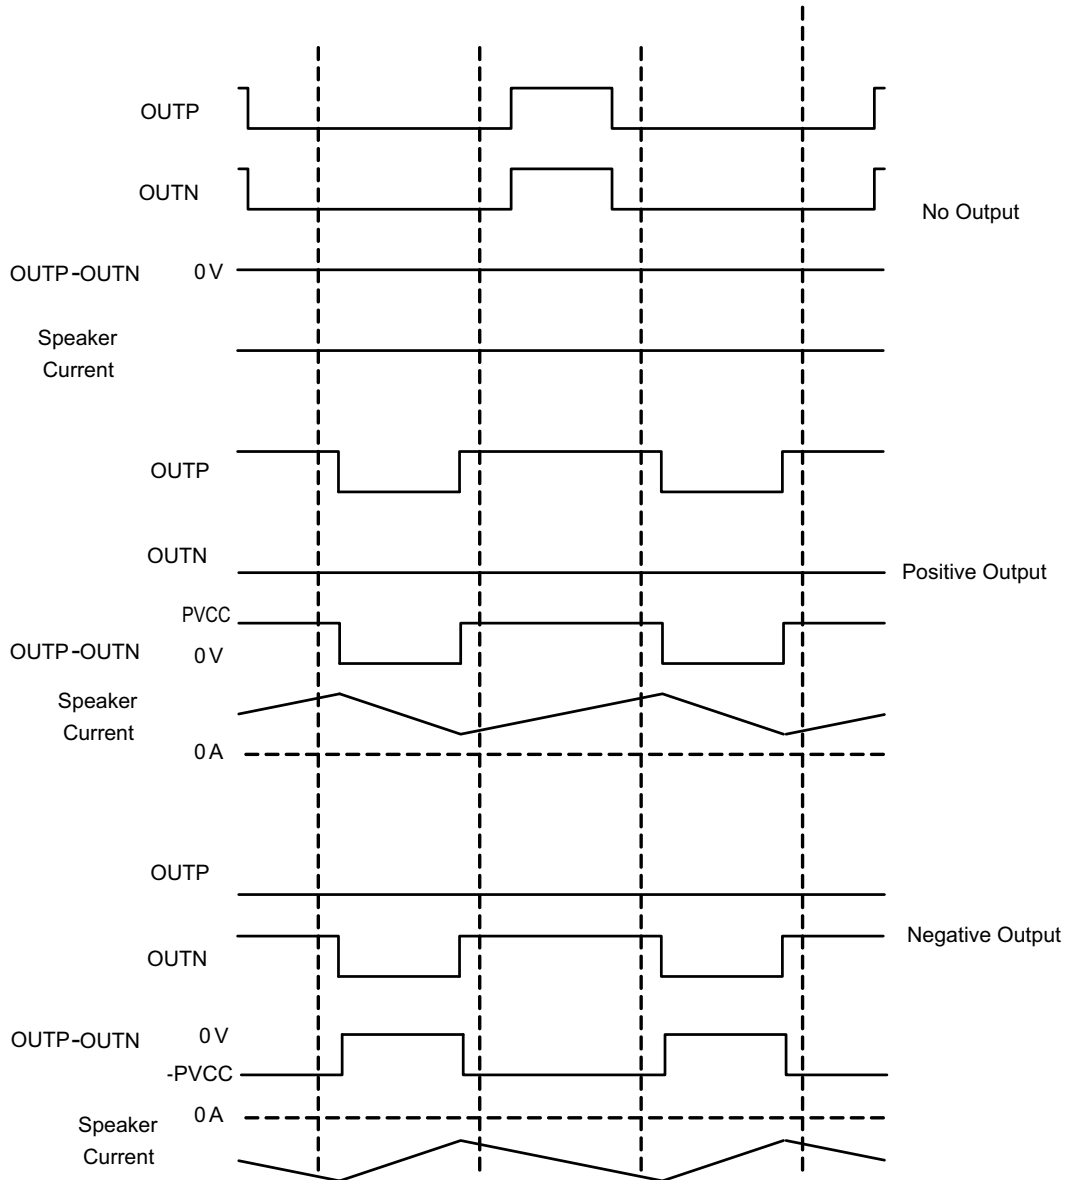 OUTP
OUTN
No Output
OUTP-OUTN 0 V
Speaker
Current
OUTP
OUTN
Positive Output
PVCC
OUTP-OUTN 0 V
Speaker
Current
0 A
OUTP
Negative Output
OUTN
OUTP-OUTN 0 V
-PVCC
0 A
Speaker
Current